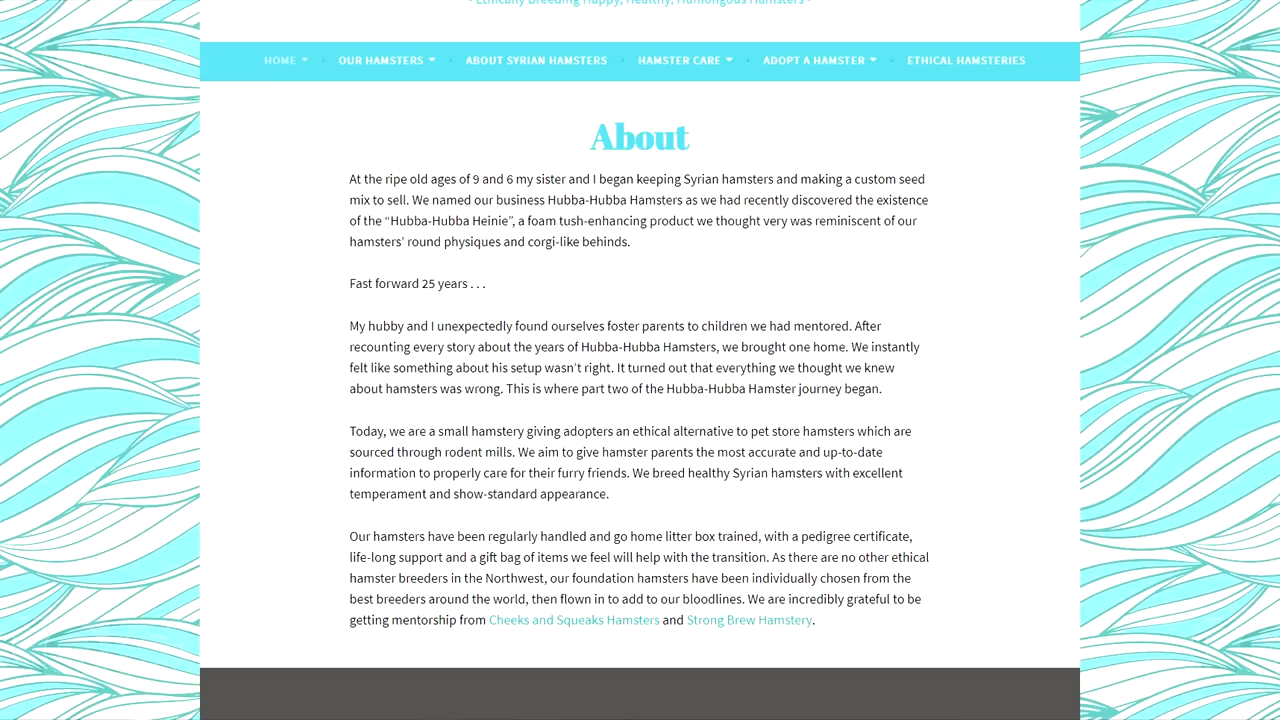 - Ethically Breeding Happy, Healthy, Humongous Hamsters -
HOME OUR HAMSTERS ABOUT SYRIAN HAMSTERS HAMSTER CARE ADOPT A HAMSTER ETHICAL HAMSTERIES
About
At the ripe old ages of 9 and 6 my sister and I began keeping Syrian hamsters and making a custom seed
mix to sell. We named our business Hubba-Hubba Hamsters as we had recently discovered the existence
of the “Hubba-Hubba Heinie”, a foam tush-enhancing product we thought very was reminiscent of our
hamsters’ round physiques and corgi-like behinds.
Fast forward 25 years . . .
My hubby and I unexpectedly found ourselves foster parents to children we had mentored. After
recounting every story about the years of Hubba-Hubba Hamsters, we brought one home. We instantly
felt like something about his setup wasn’t right. It turned out that everything we thought we knew
about hamsters was wrong. This is where part two of the Hubba-Hubba Hamster journey began.
Today, we are a small hamstery giving adopters an ethical alternative to pet store hamsters which are
sourced through rodent mills. We aim to give hamster parents the most accurate and up-to-date
information to properly care for their furry friends. We breed healthy Syrian hamsters with excellent
temperament and show-standard appearance.
Our hamsters have been regularly handled and go home litter box trained, with a pedigree certificate,
life-long support and a gift bag of items we feel will help with the transition. As there are no other ethical
hamster breeders in the Northwest, our foundation hamsters have been individually chosen from the
best breeders around the world, then flown in to add to our bloodlines. We are incredibly grateful to be
getting mentorship from Cheeks and Squeaks Hamsters and Strong Brew Hamstery.